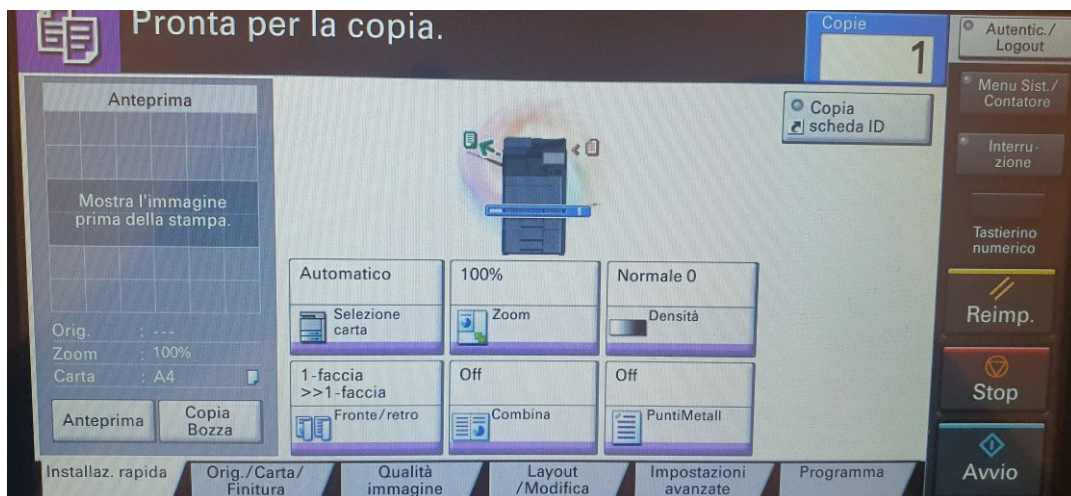 Pronta per la copia.
Copie
1
Autentic./
Logout
Menu Sist./
Contatore
Interru-
zione
Tastierino
numerico
Reimp.
Stop
Avvio
Copia
scheda ID
Anteprima
Mostra l'immagine
prima della stampa.
Orig. : ---
Zoom : 100%
Carta : A4
Anteprima
Copia
Bozza
1
Automatico
Selezione
carta
100%
Zoom
Normale 0
Densità
1-faccia
>>1-faccia
Fronte/retro
Off
Combina
Off
PuntiMetall
Installaz. rapida
Orig./Carta/
Finitura
Qualità
immagine
Layout
/Modifica
Impostazioni
avanzate
Programma